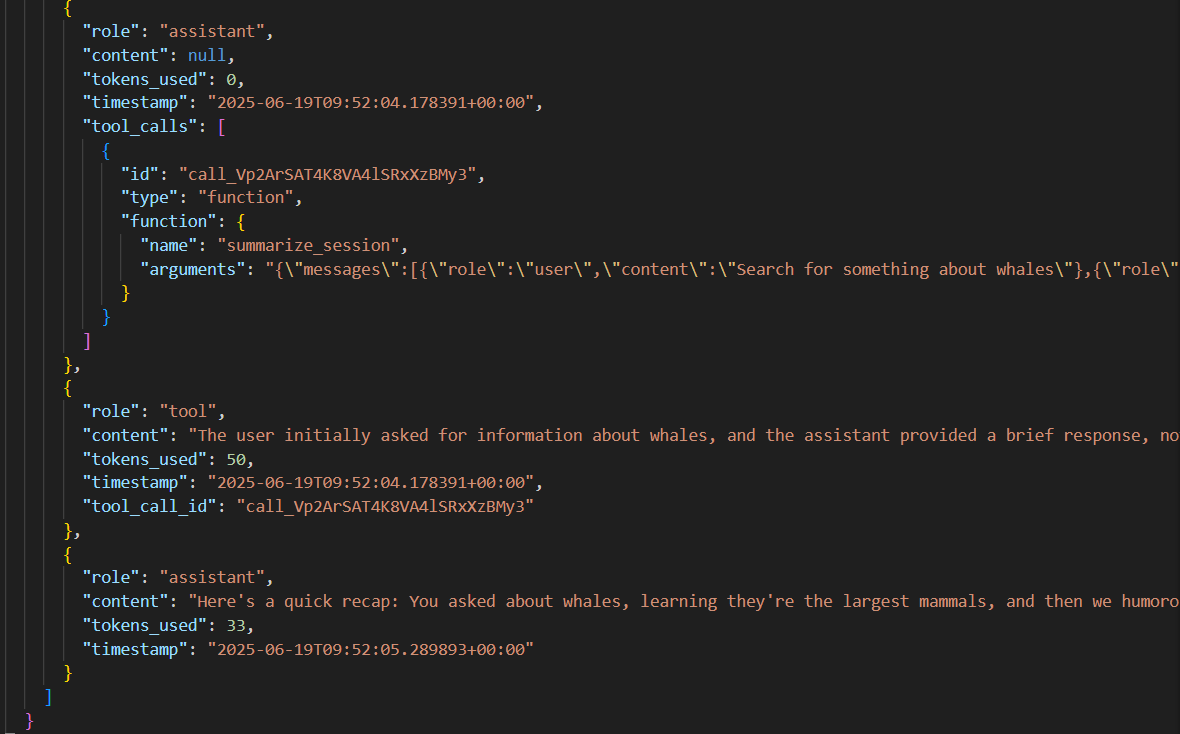 {
"role": "assistant",
"content": null,
"tokens_used": 0,
"timestamp": "2025-06-19T09:52:04.178391+00:00",
"tool_calls": [
{
"id": "call_Vp2ArSAT4K8VA4lSRxXzBMy3",
"type": "function",
"function": {
"name": "summarize_session",
"arguments": "{\"messages\":[{\"role\":\"user\",\"content\":\"Search for something about whales\"},{\"role\"
}
}
]
},
{
"role": "tool",
"content": "The user initially asked for information about whales, and the assistant provided a brief response, no
"tokens_used": 50,
"timestamp": "2025-06-19T09:52:04.178391+00:00",
"tool_call_id": "call_Vp2ArSAT4K8VA4lSRxXzBMy3"
},
{
"role": "assistant",
"content": "Here's a quick recap: You asked about whales, learning they're the largest mammals, and then we humoro
"tokens_used": 33,
"timestamp": "2025-06-19T09:52:05.289893+00:00"
}
]
}